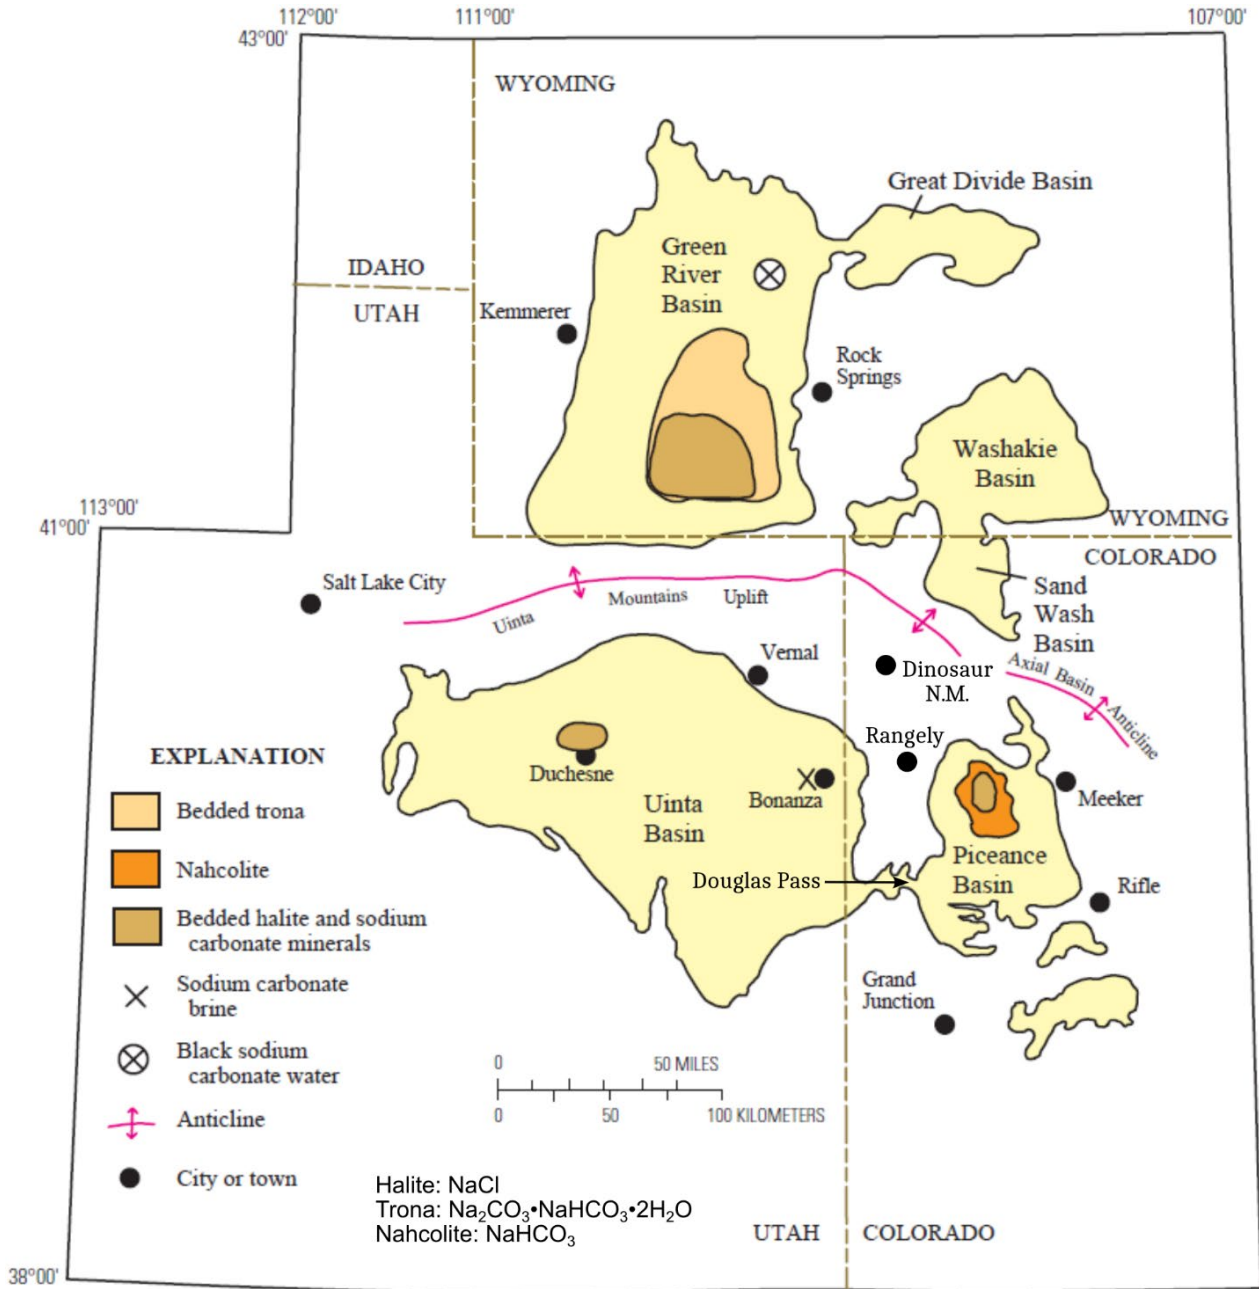 112°00'
111°00'
107°00'
43°00'
WYOMING
Great Divide Basin
Green
River
Basin
IDAHO
UTAH
Kemmerer
Rock
Springs
Washakie
Basin
113°00'
41°00'
WYOMING
COLORADO
Salt Lake City
Uinta
Mountains
Uplift
Sand
Wash
Basin
Vernal
Dinosaur
N.M.
Axial Basin
Anticline
Rangely
EXPLANATION
Bedded trona
Nahcolite
Bedded halite and sodium
carbonate minerals
Sodium carbonate
brine
Black sodium
carbonate water
Anticline
City or town
Duchesne
Uinta
Basin
Bonanza
Meeker
Piceance
Basin
Douglas Pass
Rifle
Grand
Junction
0
50 MILES
0
50
100 KILOMETERS
Halite: NaCl
Trona: Na₂CO₃•NaHCO₃•2H₂O
Nahcolite: NaHCO₃
UTAH
COLORADO
38°00'